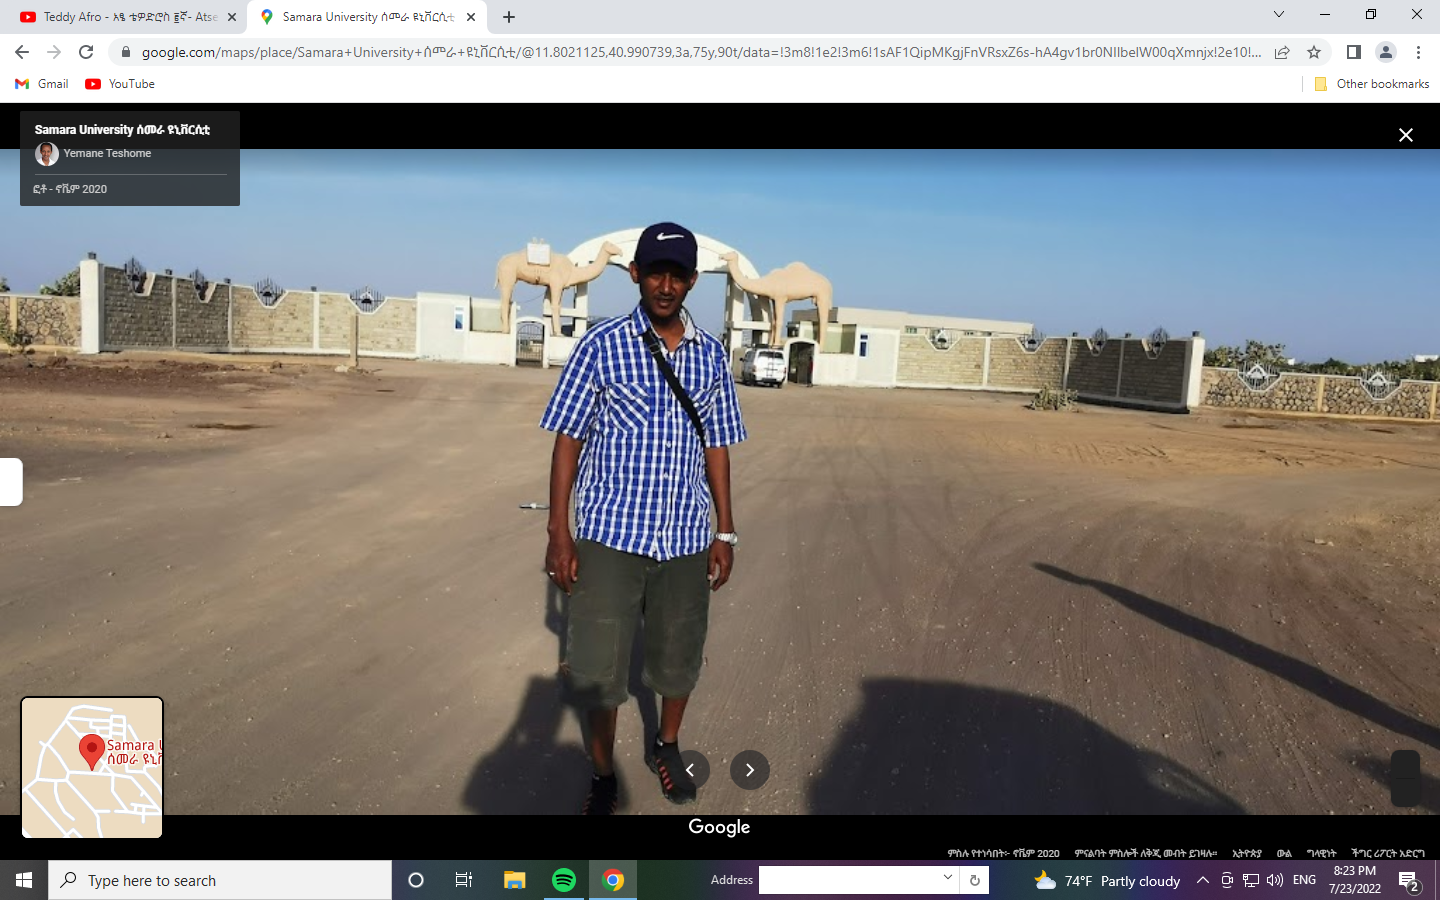 Teddy Afro - አፄ ቴዎድሮስ ፪ኛ- Atse
Samara University ሰመራ ዩኒቨርሲቲ
google.com/maps/place/Samara+University+ሰመራ+ዩኒቨርሲቲ/@11.8021125,40.990739,3a,75y,90t/data=!3m8!1e2!3m6!1sAF1QipMKgjFnVRsxZ6s-hA4gv1br0NIIbelW00qXmnjx!2e10!...
Gmail
YouTube
Other bookmarks
Samara University ሰመራ ዩኒቨርሲቲ
Yemane Teshome
ፎቶ - ኖቬም 2020
Samara U
ሰመራ ዩኒቨ
Google
ምስሉ የተነሳበት፦ ኖቬም 2020 ምናልባት ምስሎች ለቅጂ መብት ይገዛሉ። ኢትዮጵያ ውል ግላዊነት ችግር ሪፖርት አድርግ
Type here to search
Address
74°F Partly cloudy
ENG
8:23 PM
7/23/2022
2